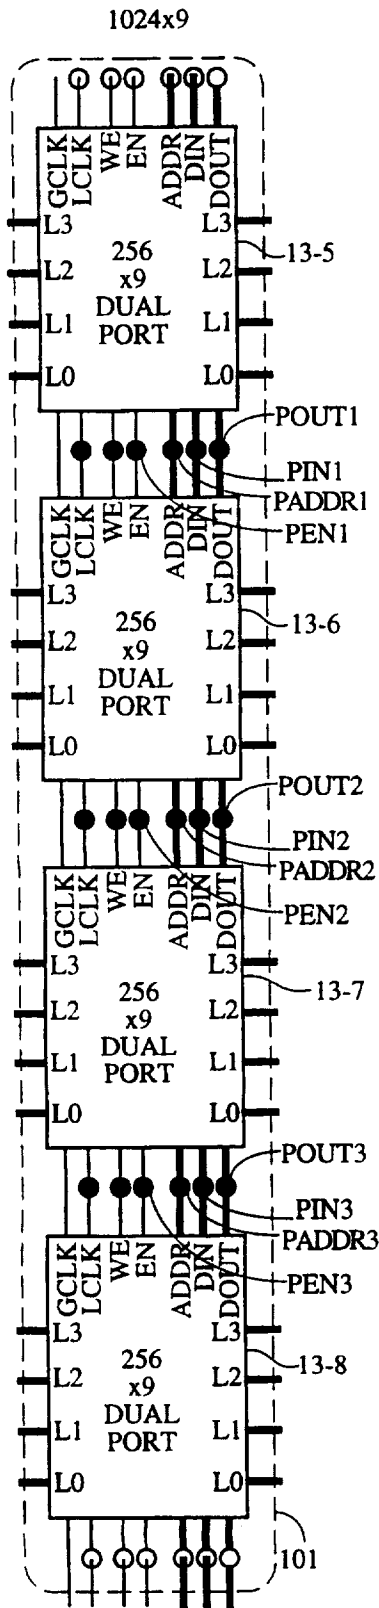 1024x9
GCLK LCLK WE EN ADDR DIN DOUT
L3 L3
13-5
L2 L2
L1 L1
L0 L0
256
x9
DUAL
PORT
POUT1
PIN1
PADDR1
PEN1
GCLK LCLK WE EN ADDR DIN DOUT
L3 L3
13-6
L2 L2
L1 L1
L0 L0
256
x9
DUAL
PORT
POUT2
PIN2
PADDR2
PEN2
GCLK LCLK WE EN ADDR DIN DOUT
L3 L3
13-7
L2 L2
L1 L1
L0 L0
256
x9
DUAL
PORT
POUT3
PIN3
PADDR3
PEN3
GCLK LCLK WE EN ADDR DIN DOUT
L3 L3
13-8
L2 L2
L1 L1
L0 L0
256
x9
DUAL
PORT
101